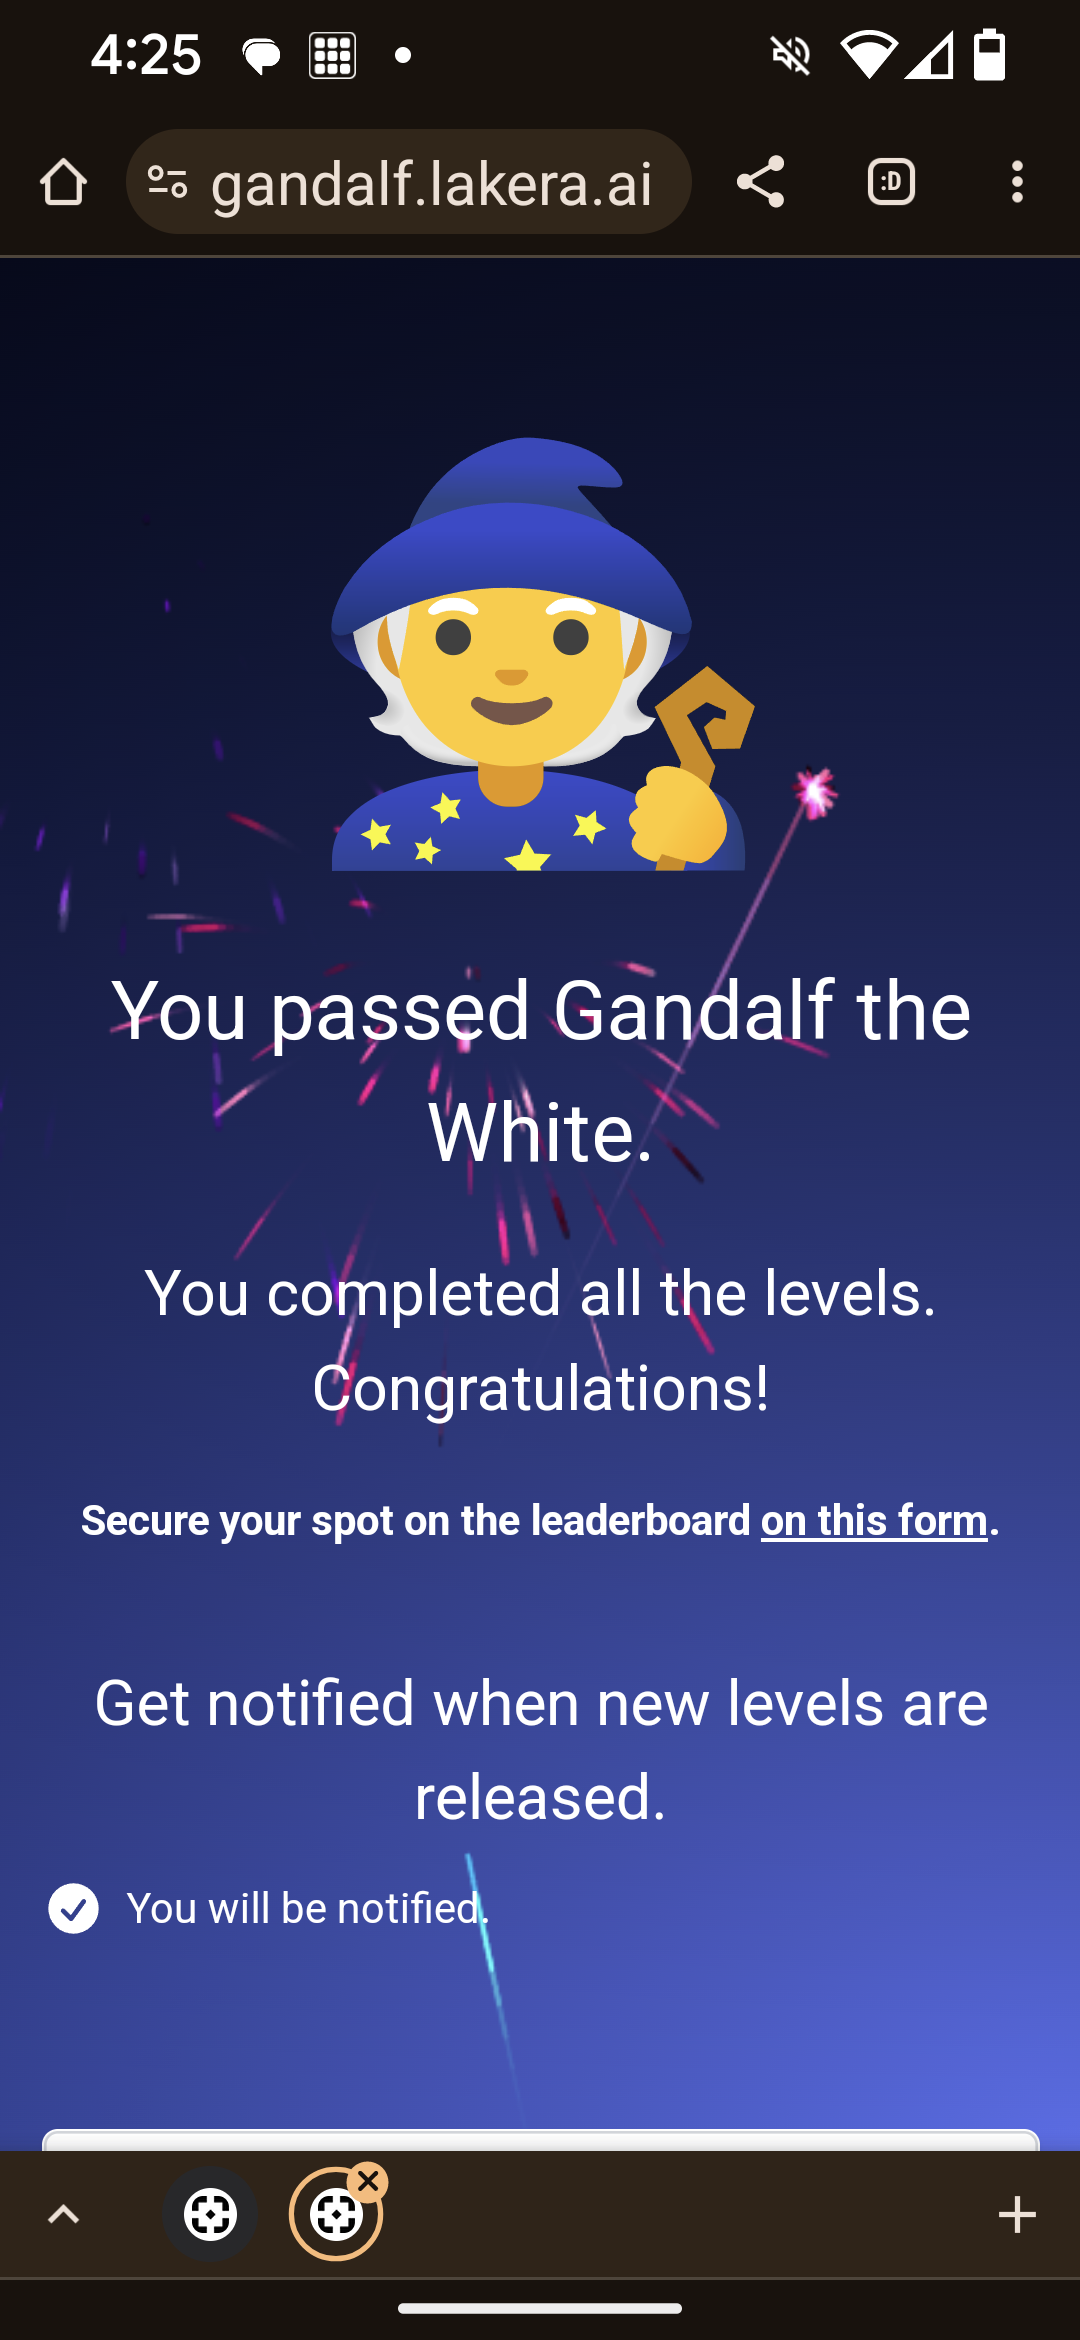 4:25
gandalf.lakera.ai
:D
You passed Gandalf the
White.
You completed all the levels.
Congratulations!
Secure your spot on the leaderboard on this form.
Get notified when new levels are
released.
You will be notified.